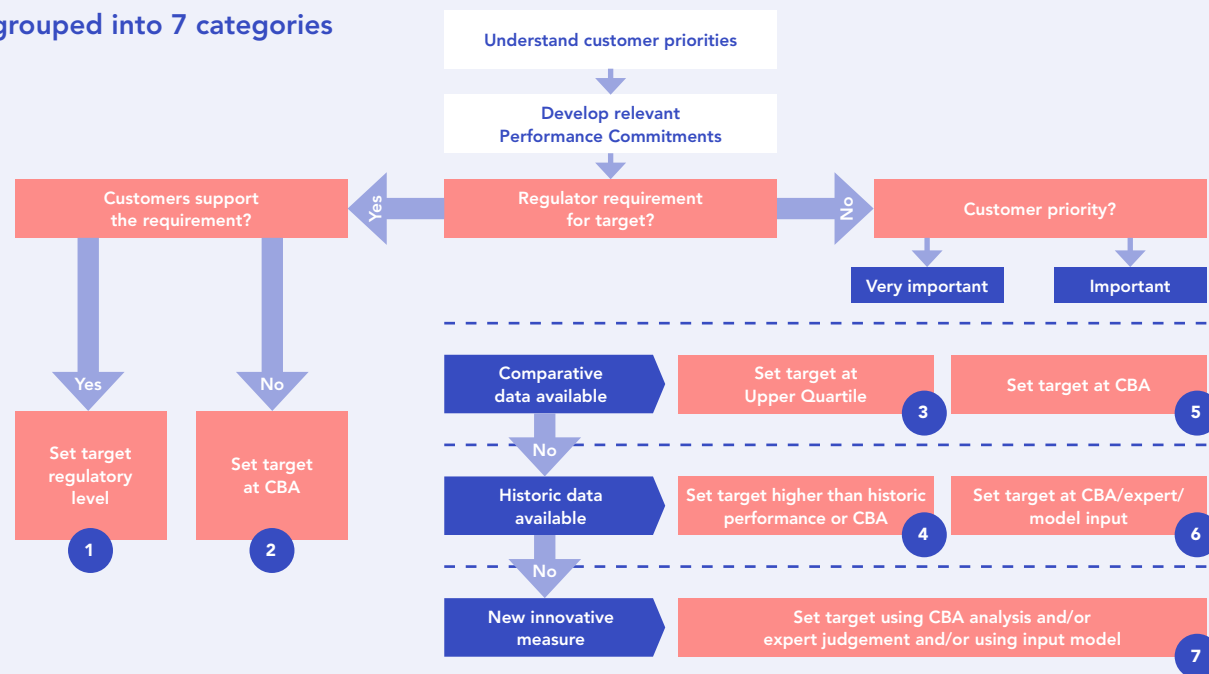 grouped into 7 categories
Understand customer priorities
Develop relevant
Performance Commitments
Customers support
the requirement?
Yes
Regulator requirement
for target?
No
Customer priority?
Very important
Important
Yes
No
Set target
regulatory
level
1
Set target
at CBA
2
Comparative
data available
Set target at
Upper Quartile
3
Set target at CBA
5
No
Historic data
available
Set target higher than historic
performance or CBA
4
Set target at CBA/expert/
model input
6
No
New innovative
measure
Set target using CBA analysis and/or
expert judgement and/or using input model
7